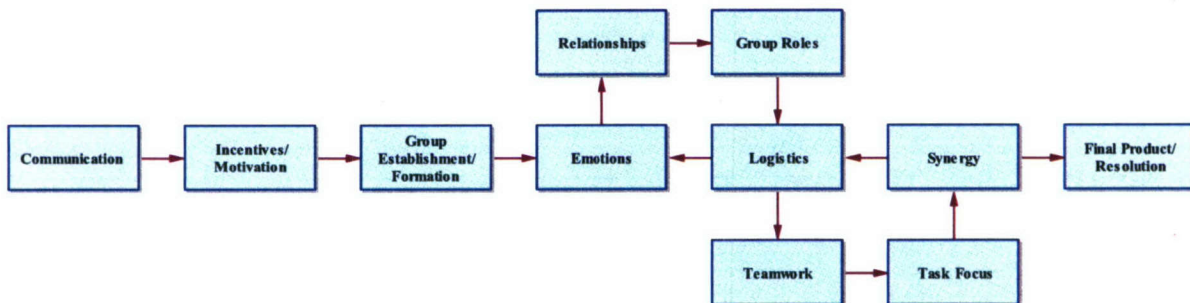 Relationships
Group Roles
Communication
Incentives/
Motivation
Group
Establishment/
Formation
Emotions
Logistics
Synergy
Final Product/
Resolution
Teamwork
Task Focus